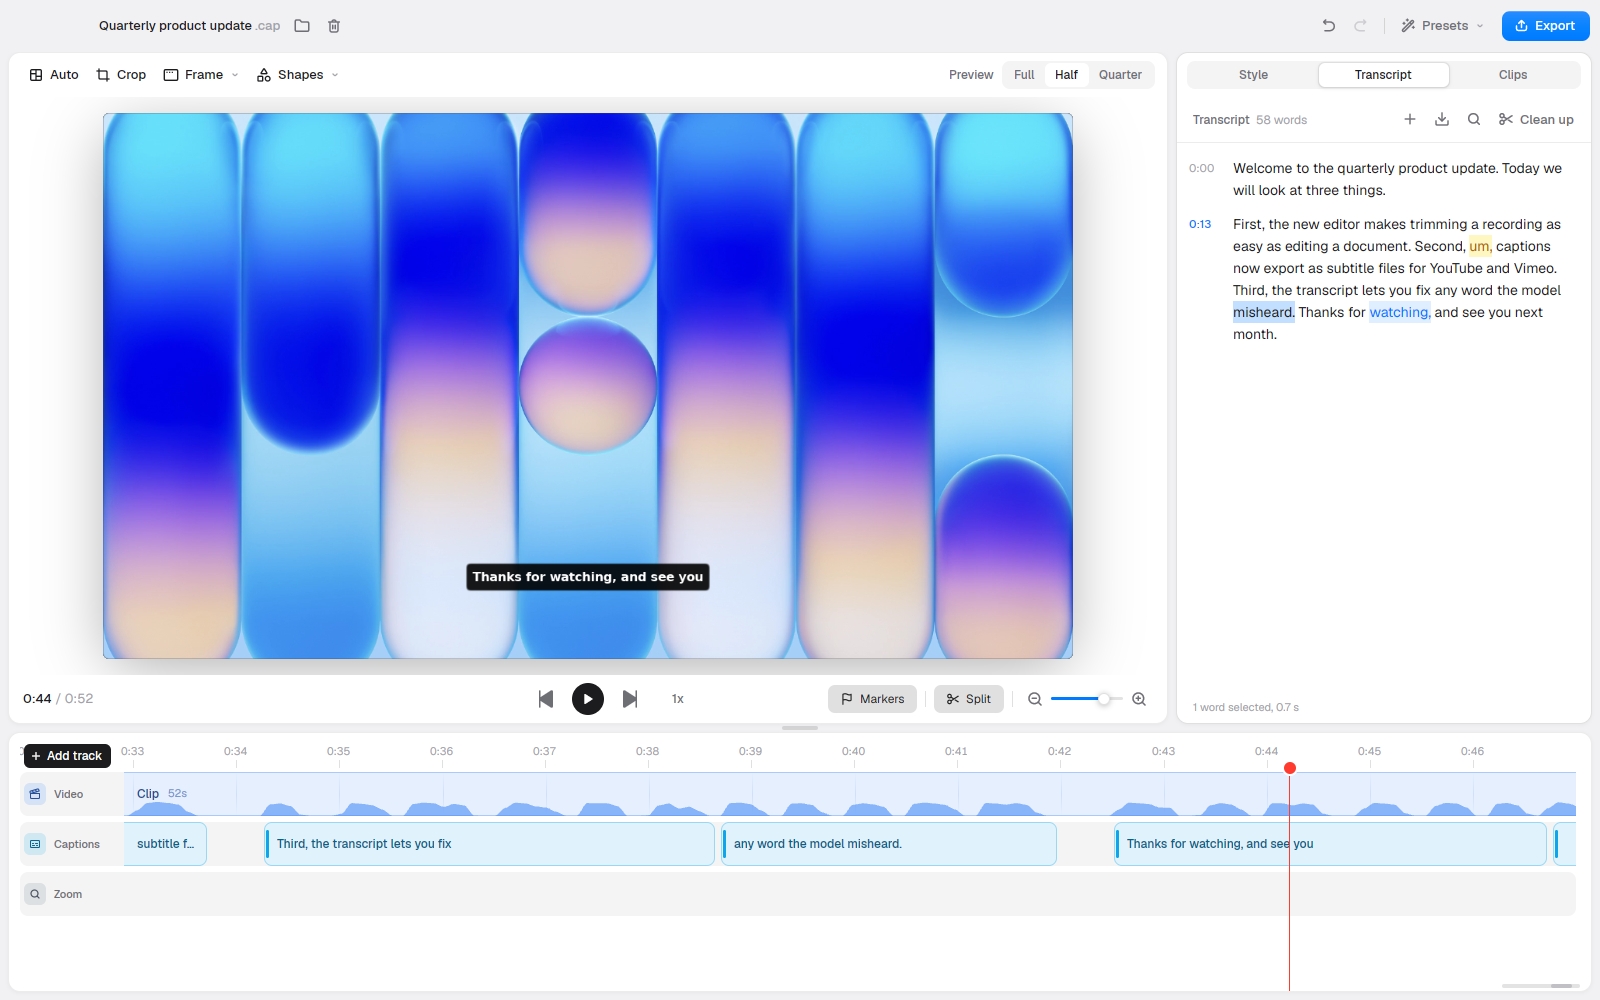 Quarterly product update .cap
Presets
Export
Auto
Crop
Frame
Shapes
Preview
Full
Half
Quarter
Style
Transcript
Clips
Transcript 58 words
Clean up
0:00
Welcome to the quarterly product update. Today we
will look at three things.
0:13
First, the new editor makes trimming a recording as
easy as editing a document. Second, um, captions
now export as subtitle files for YouTube and Vimeo.
Third, the transcript lets you fix any word the model
misheard. Thanks for watching, and see you next
month.
Thanks for watching, and see you
0:44 / 0:52
1x
Markers
Split
1 word selected, 0.7 s
+ Add track
0:33
0:34
0:35
0:36
0:37
0:38
0:39
0:40
0:41
0:42
0:43
0:44
0:45
0:46
Video
Clip 52s
Captions
subtitle f...
Third, the transcript lets you fix
any word the model misheard.
Thanks for watching, and see you
Zoom